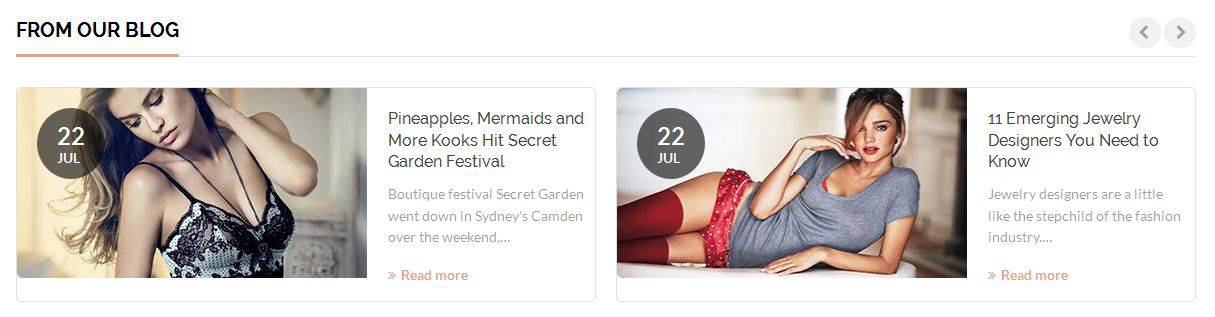 FROM OUR BLOG
22
JUL
Pineapples, Mermaids and
More Kooks Hit Secret
Garden Festival
Boutique festival Secret Garden
went down in Sydney's Camden
over the weekend,...
» Read more
22
JUL
11 Emerging Jewelry
Designers You Need to
Know
Jewelry designers are a little
like the stepchild of the fashion
industry....
» Read more